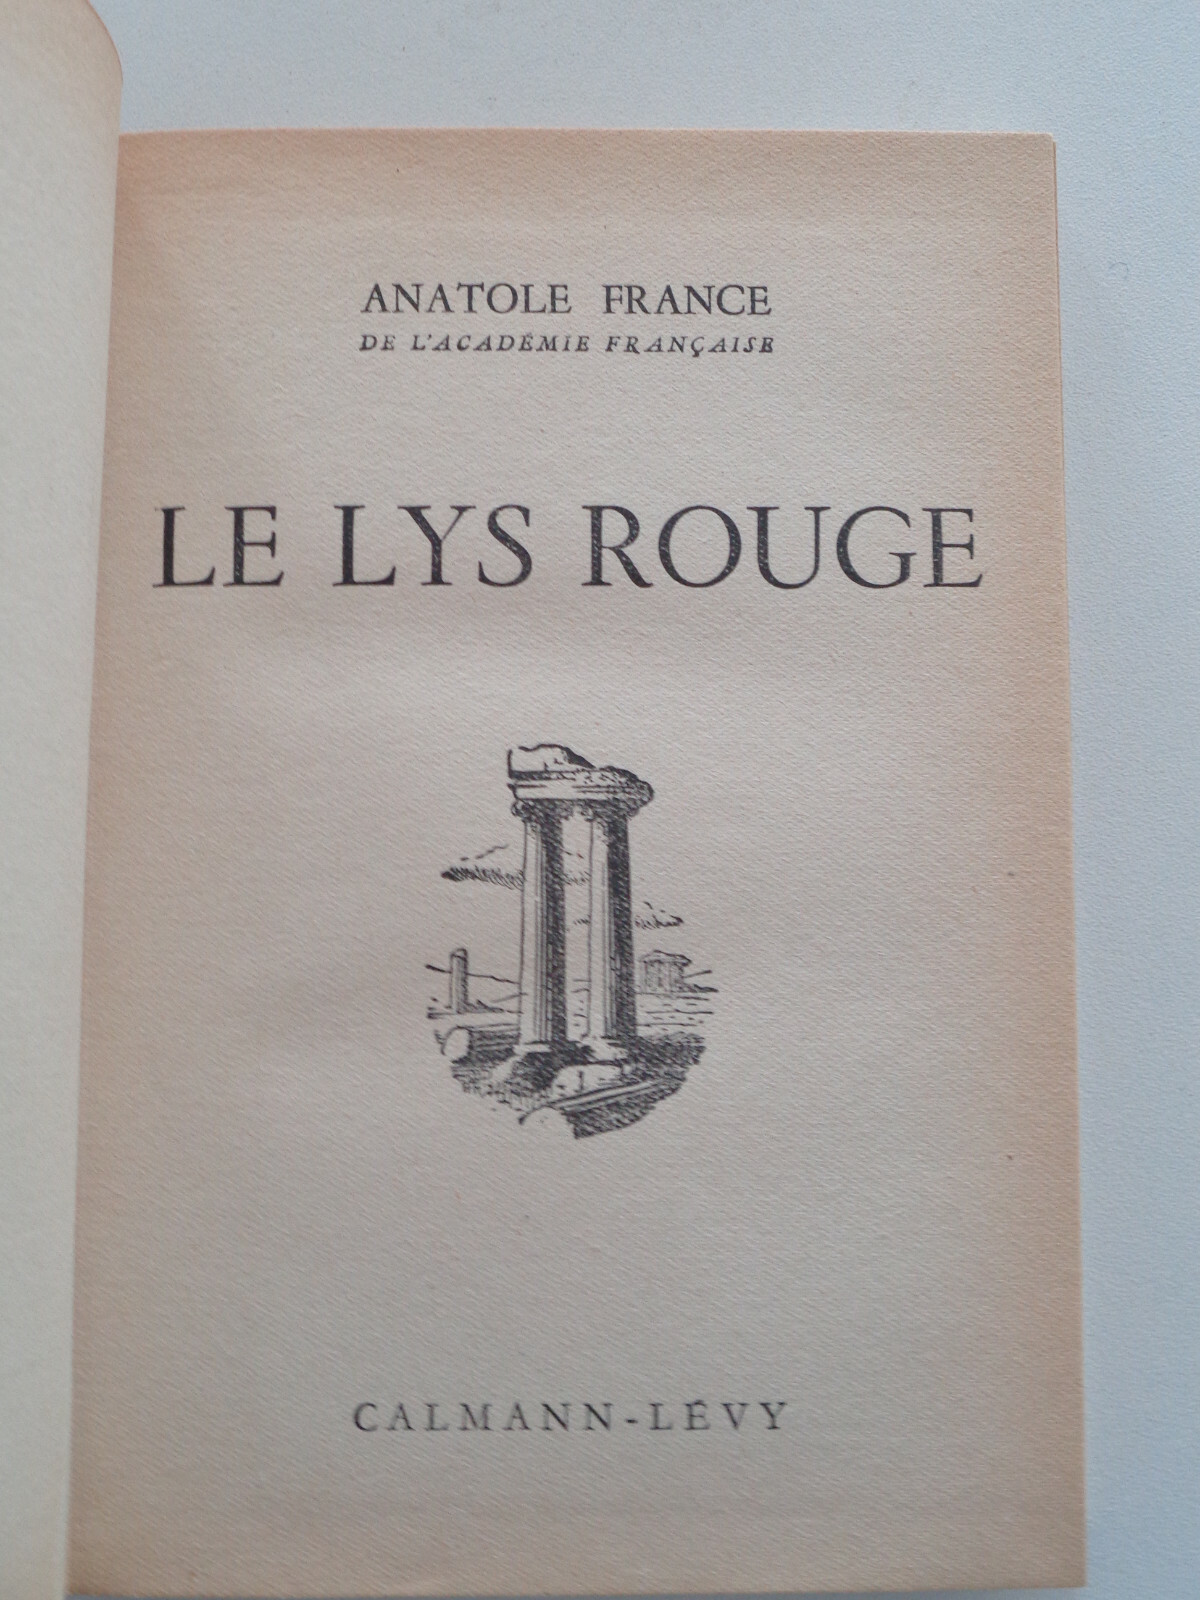 ANATOLE FRANCE
DE L'ACADÉMIE FRANÇAISE
LE LYS ROUGE
CALMANN-LÉVY